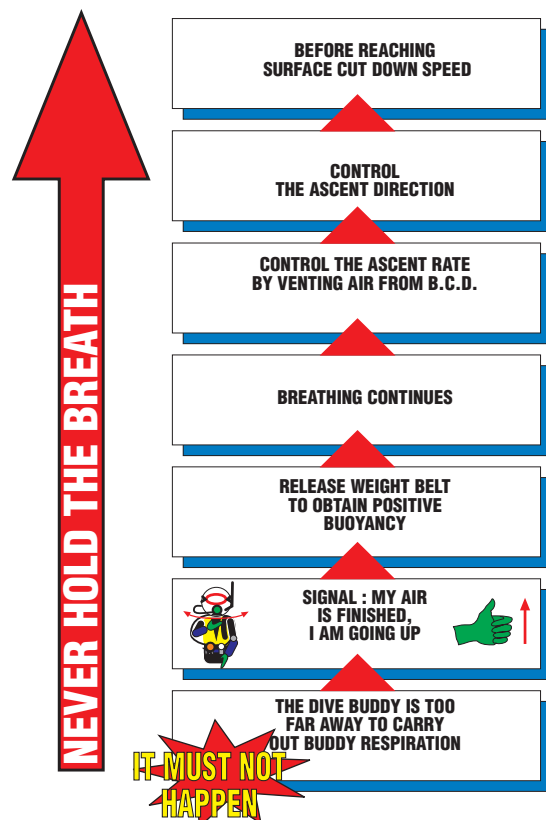 BEFORE REACHING
SURFACE CUT DOWN SPEED
CONTROL
THE ASCENT DIRECTION
CONTROL THE ASCENT RATE
BY VENTING AIR FROM B.C.D.
BREATHING CONTINUES
RELEASE WEIGHT BELT
TO OBTAIN POSITIVE
BUOYANCY
SIGNAL : MY AIR
IS FINISHED,
I AM GOING UP
THE DIVE BUDDY IS TOO
FAR AWAY TO CARRY
OUT BUDDY RESPIRATION
IT MUST NOT
HAPPEN
NEVER HOLD THE BREATH